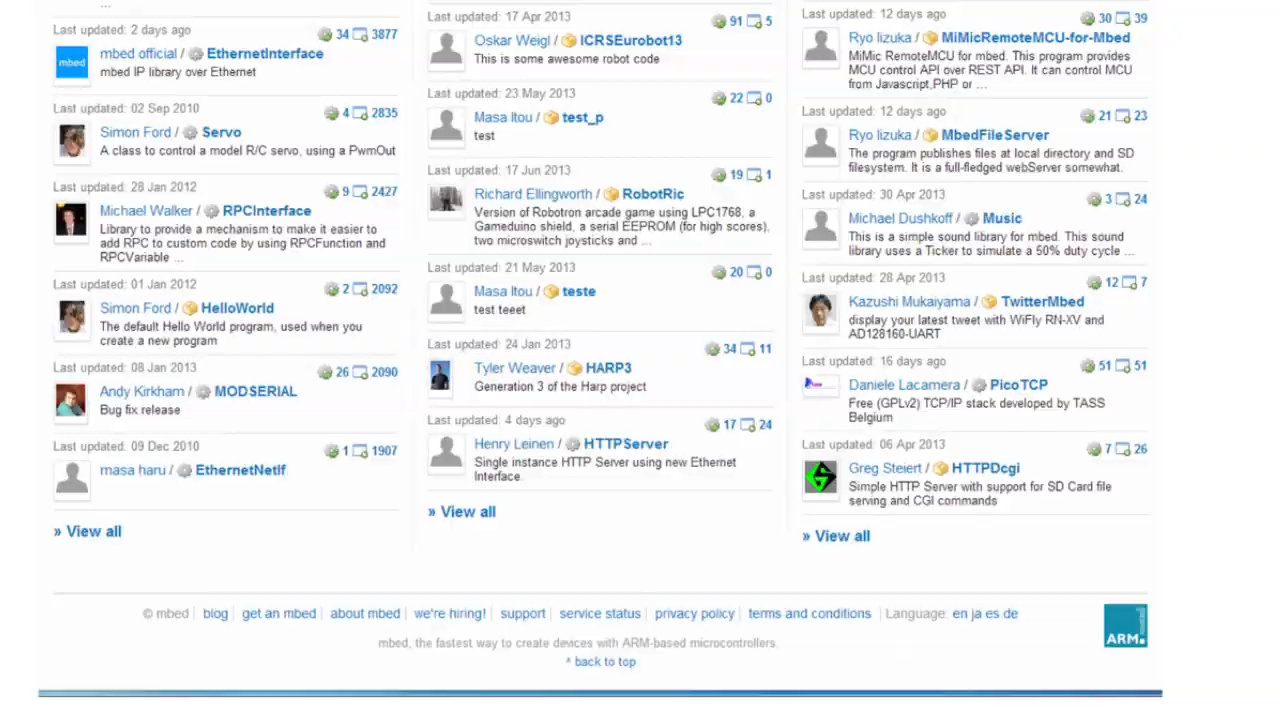 ...
Last updated: 2 days ago
34 3877
mbed
mbed official / EthernetInterface
mbed IP library over Ethernet
Last updated: 02 Sep 2010
4 2835
Simon Ford / Servo
A class to control a model R/C servo, using a PwmOut
Last updated: 28 Jan 2012
9 2427
Michael Walker / RPCInterface
Library to provide a mechanism to make it easier to
add RPC to custom code by using RPCFunction and
RPCVariable ...
Last updated: 01 Jan 2012
2 2092
Simon Ford / HelloWorld
The default Hello World program, used when you
create a new program
Last updated: 08 Jan 2013
26 2090
Andy Kirkham / MODSERIAL
Bug fix release
Last updated: 09 Dec 2010
1 1907
masa haru / EthernetNetIf
» View all
Last updated: 17 Apr 2013
91 5
Oskar Weigl / ICRSEurobot13
This is some awesome robot code
Last updated: 23 May 2013
22 0
Masa Itou / test_p
test
Last updated: 17 Jun 2013
19 1
Richard Ellingworth / RobotRic
Version of Robotron arcade game using LPC1768, a
Gameduino shield, a serial EEPROM (for high scores),
two microswitch joysticks and ...
Last updated: 21 May 2013
20 0
Masa Itou / teste
test teeet
Last updated: 24 Jan 2013
34 11
Tyler Weaver / HARP3
Generation 3 of the Harp project
Last updated: 4 days ago
17 24
Henry Leinen / HTTPServer
Single instance HTTP Server using new Ethernet
Interface.
» View all
Last updated: 12 days ago
30 39
Ryo Iizuka / MiMicRemoteMCU-for-Mbed
MiMic RemoteMCU for mbed. This program provides
MCU control API over REST API. It can control MCU
from Javascript,PHP or ...
Last updated: 12 days ago
21 23
Ryo Iizuka / MbedFileServer
The program publishes files at local directory and SD
filesystem. It is a full-fledged webServer somewhat.
Last updated: 30 Apr 2013
3 24
Michael Dushkoff / Music
This is a simple sound library for mbed. This sound
library uses a Ticker to simulate a 50% duty cycle ...
Last updated: 28 Apr 2013
12 7
Kazushi Mukaiyama / TwitterMbed
display your latest tweet with WiFly RN-XV and
AD128160-UART
Last updated: 16 days ago
51 51
Daniele Lacamera / PicoTCP
Free (GPLv2) TCP/IP stack developed by TASS
Belgium
Last updated: 06 Apr 2013
7 26
Greg Steiert / HTTPDcgi
Simple HTTP Server with support for SD Card file
serving and CGI commands
» View all
© mbed | blog | get an mbed | about mbed | we're hiring! | support | service status | privacy policy | terms and conditions | Language: en ja es de
mbed, the fastest way to create devices with ARM-based microcontrollers.
^ back to top
ARM